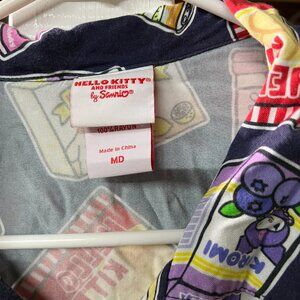 HELLO KITTY
AND FRIENDS
by Sanrio
100% RAYON
Made in China
MD
KUROMI